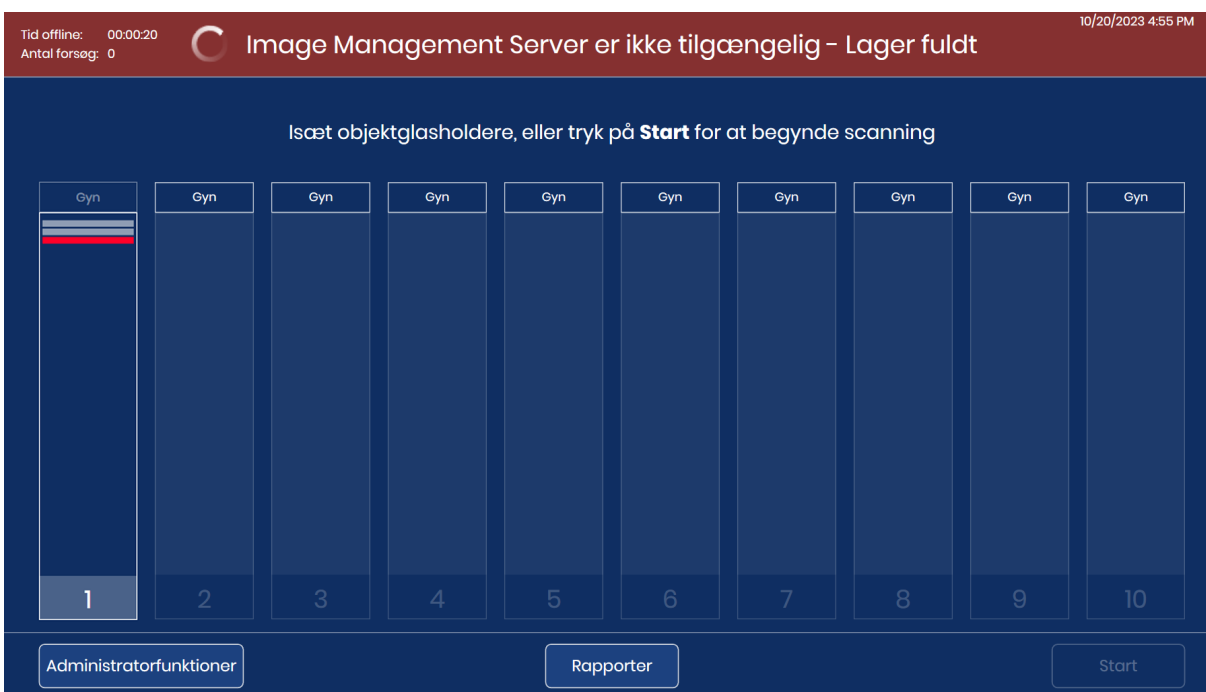 Tid offline: 00:00:20
Antal forsøg: 0
Image Management Server er ikke tilgængelig - Lager fuldt
10/20/2023 4:55 PM
Isæt objektglasholdere, eller tryk på Start for at begynde scanning
Gyn Gyn Gyn Gyn Gyn Gyn Gyn Gyn Gyn Gyn
1 2 3 4 5 6 7 8 9 10
Administratorfunktioner Rapporter Start